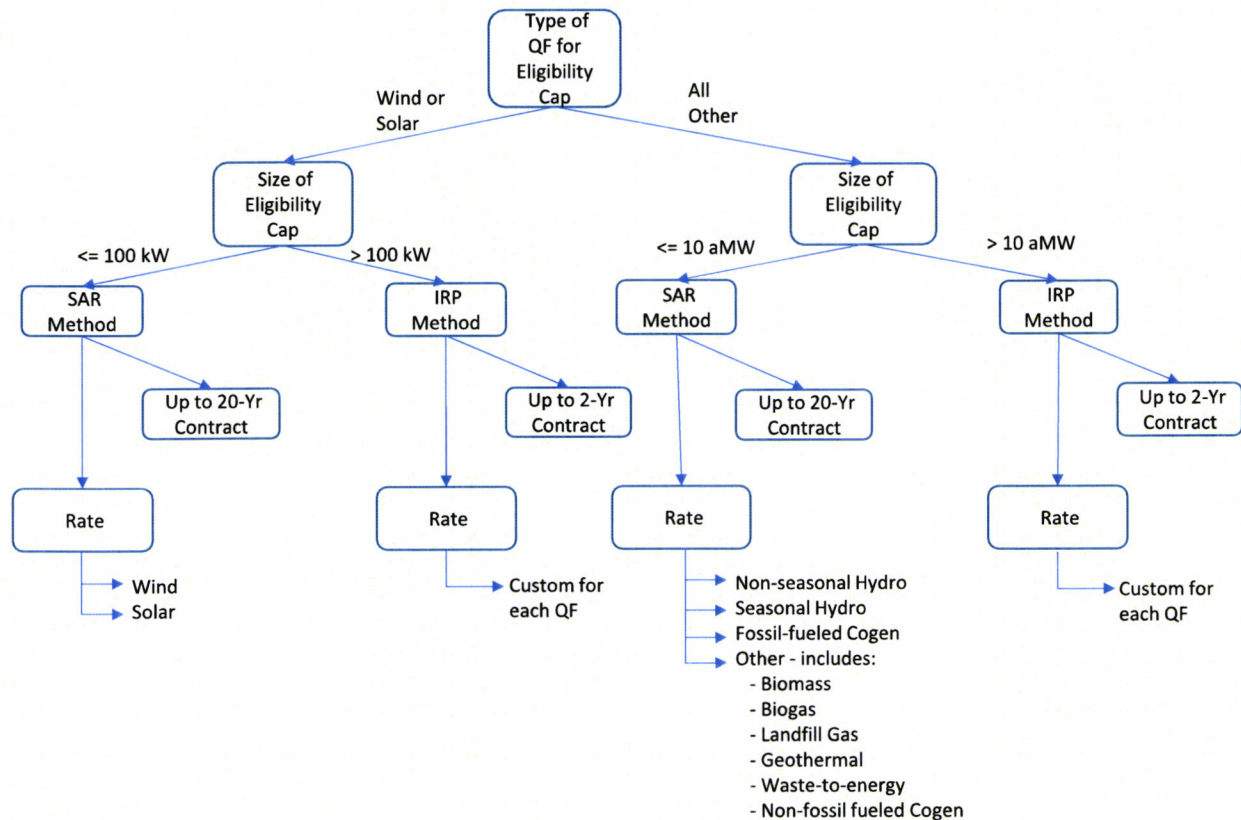 Type of
QF for
Eligibility
Cap
Wind or
Solar
All
Other
Size of
Eligibility
Cap
Size of
Eligibility
Cap
<= 100 kW
> 100 kW
<= 10 aMW
> 10 aMW
SAR
Method
IRP
Method
SAR
Method
IRP
Method
Up to 20-Yr
Contract
Up to 2-Yr
Contract
Up to 20-Yr
Contract
Up to 2-Yr
Contract
Rate
Rate
Rate
Rate
Wind
Solar
Custom for
each QF
Non-seasonal Hydro
Seasonal Hydro
Fossil-fueled Cogen
Other - includes:
- Biomass
- Biogas
- Landfill Gas
- Geothermal
- Waste-to-energy
- Non-fossil fueled Cogen
Custom for
each QF